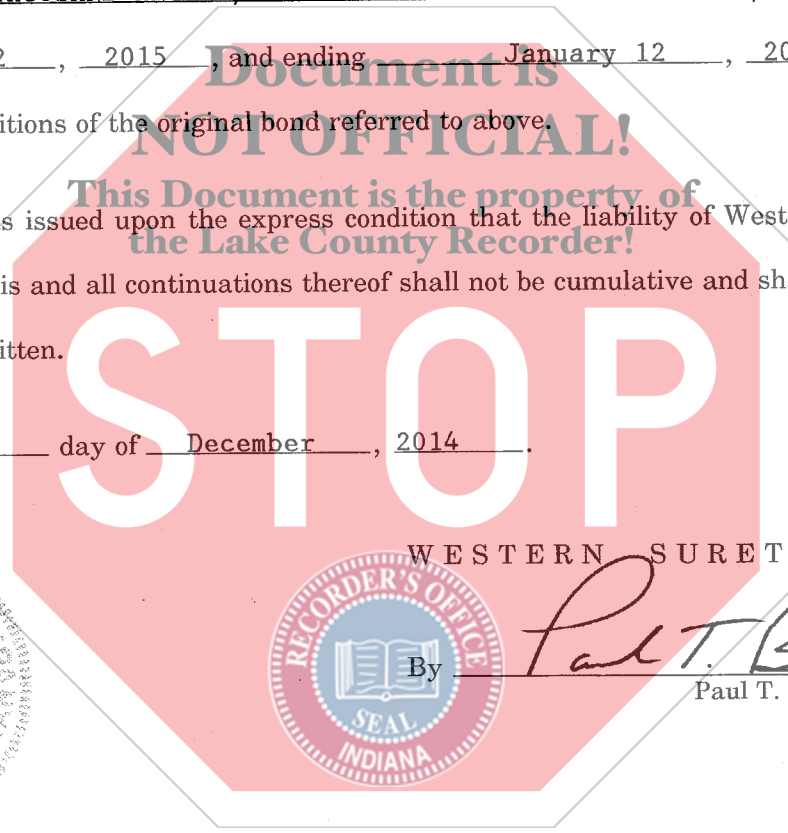 2, 2015, and ending January 12, 20
Document is
itions of the original bond referred to above.
NOT OFFICIAL!
This Document is the property of
s issued upon the express condition that the liability of West
the Lake County Recorder!
is and all continuations thereof shall not be cumulative and sh
itten.
STOP
day of December, 2014.
WESTERN SURET
RECORDER'S OFFICE
SEAL
INDIANA
By Paul T.
Paul T.